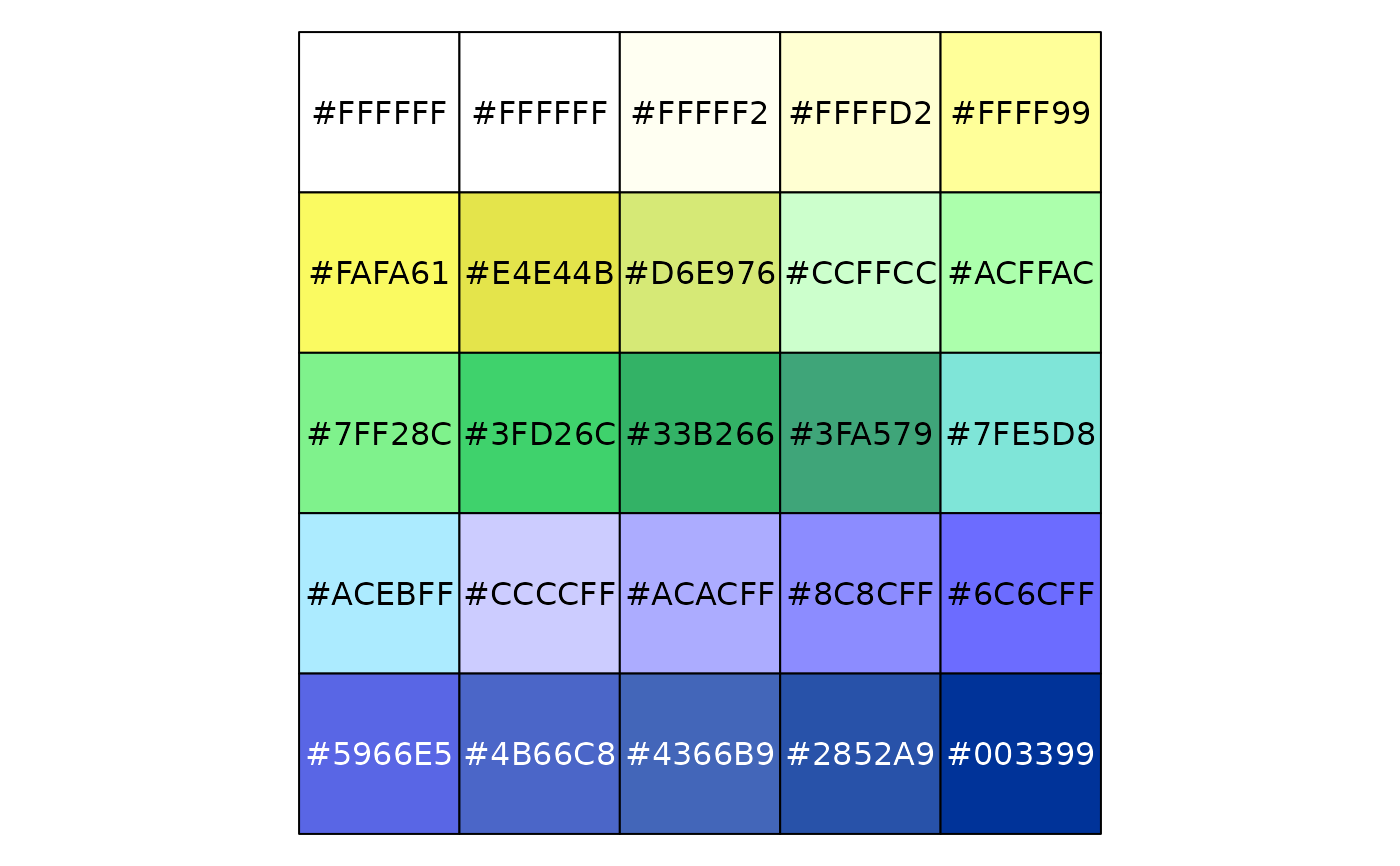 #FFFFFF #FFFFFF #FFFFF2 #FFFFD2 #FFFF99
#FAFA61 #E4E44B #D6E976 #CCFFCC #ACFFAC
#7FF28C #3FD26C #33B266 #3FA579 #7FE5D8
#ACEBFF #CCCCFF #ACACFF #8C8CFF #6C6CFF
#5966E5 #4B66C8 #4366B9 #2852A9 #003399